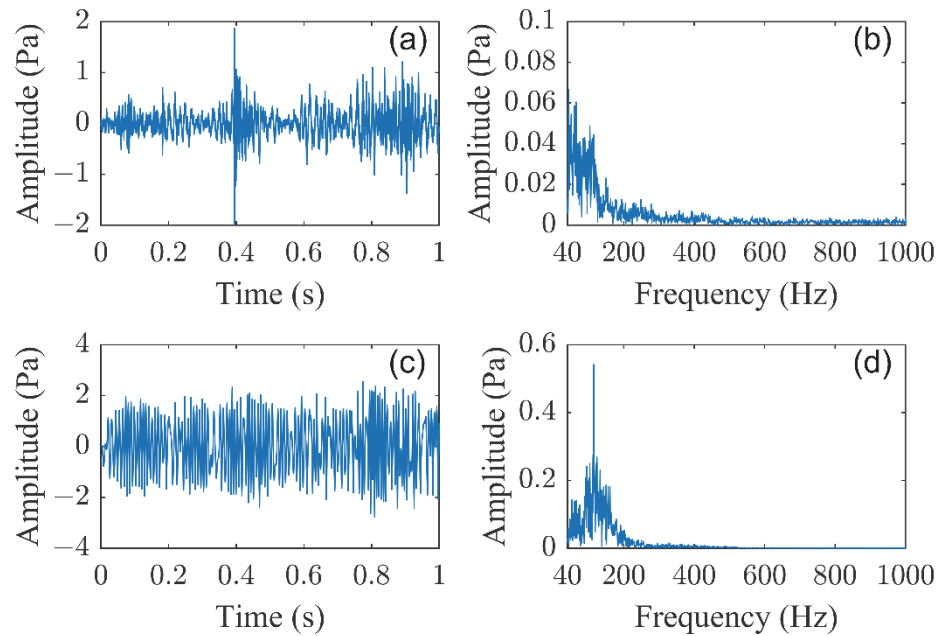 Amplitude (Pa)
2
1
0
−1
−2
(a)
0 0.2 0.4 0.6 0.8 1
Time (s)
Amplitude (Pa)
0.1
0.08
0.06
0.04
0.02
0
(b)
40 200 400 600 800 1000
Frequency (Hz)
Amplitude (Pa)
4
2
0
−2
−4
(c)
0 0.2 0.4 0.6 0.8 1
Time (s)
Amplitude (Pa)
0.6
0.4
0.2
0
(d)
40 200 400 600 800 1000
Frequency (Hz)